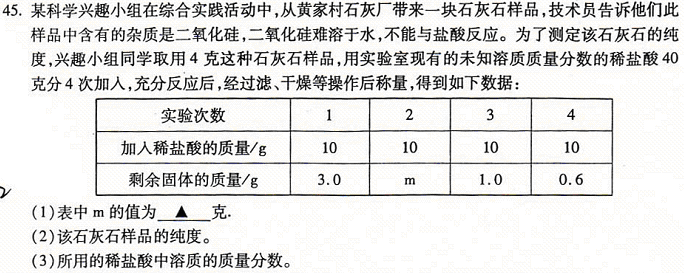 45. 某科学兴趣小组在综合实践活动中,从黄家村石灰厂带来一块石灰石样品,技术员告诉他们此
样品中含有的杂质是二氧化硅,二氧化硅难溶于水,不能与盐酸反应。为了测定该石灰石的纯
度,兴趣小组同学取用4克这种石灰石样品,用实验室现有的未知溶质质量分数的稀盐酸40
克分4次加入,充分反应后,经过滤、干燥等操作后称量,得到如下数据:
实验次数 1 2 3 4
加入稀盐酸的质量/g 10 10 10 10
剩余固体的质量/g 3.0 m 1.0 0.6
(1)表中m的值为 ▲ 克.
(2)该石灰石样品的纯度。
(3)所用的稀盐酸中溶质的质量分数。